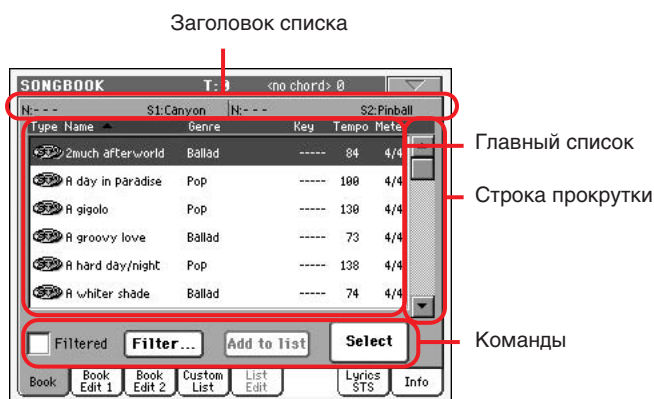 Заголовок списка
SONGBOOK T: 0 <no chord> 0
N:--- S1:Canyon N:--- S2:Pinball
Type Name Genre Key Tempo Meter
2much afterworld Ballad ----- 84 4/4
A day in paradise Pop ----- 100 4/4
A gigolo Pop ----- 130 4/4
A groovy love Ballad ----- 73 4/4
A hard day/night Pop ----- 138 4/4
A whiter shade Ballad ----- 74 4/4
Главный список
Строка прокрутки
Filtered Filter... Add to list Select
Команды
Book Book Edit 1 Book Edit 2 Custom List List Edit Lyrics STS Info